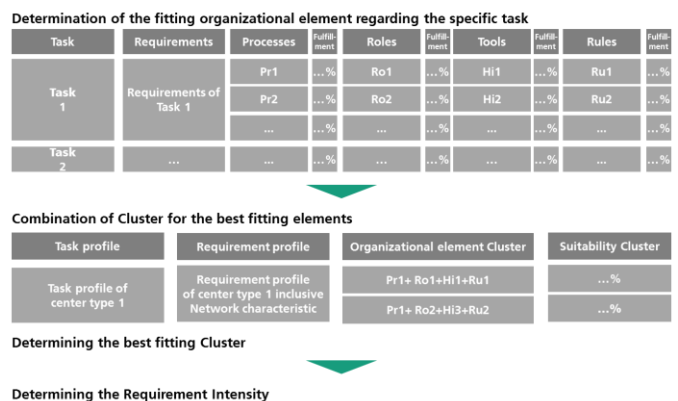 Determination of the fitting organizational element regarding the specific task
Task Requirements Processes Fulfill-ment Roles Fulfill-ment Tools Fulfill-ment Rules Fulfill-ment
Task 1 Requirements of Task 1 Pr1 ...% Ro1 ...% Hi1 ...% Ru1 ...%
Pr2 ...% Ro2 ...% Hi2 ...% Ru2 ...%
... ...% ... ...% ... ...% ... ...%
Task 2 ... ... ...% ... ...% ... ...% ... ...%
Combination of Cluster for the best fitting elements
Task profile Requirement profile Organizational element Cluster Suitability Cluster
Task profile of center type 1 Requirement profile of center type 1 inclusive Network characteristic Pr1+ Ro1+Hi1+Ru1 ...%
Pr1+ Ro2+Hi3+Ru2 ...%
Determining the best fitting Cluster
Determining the Requirement Intensity